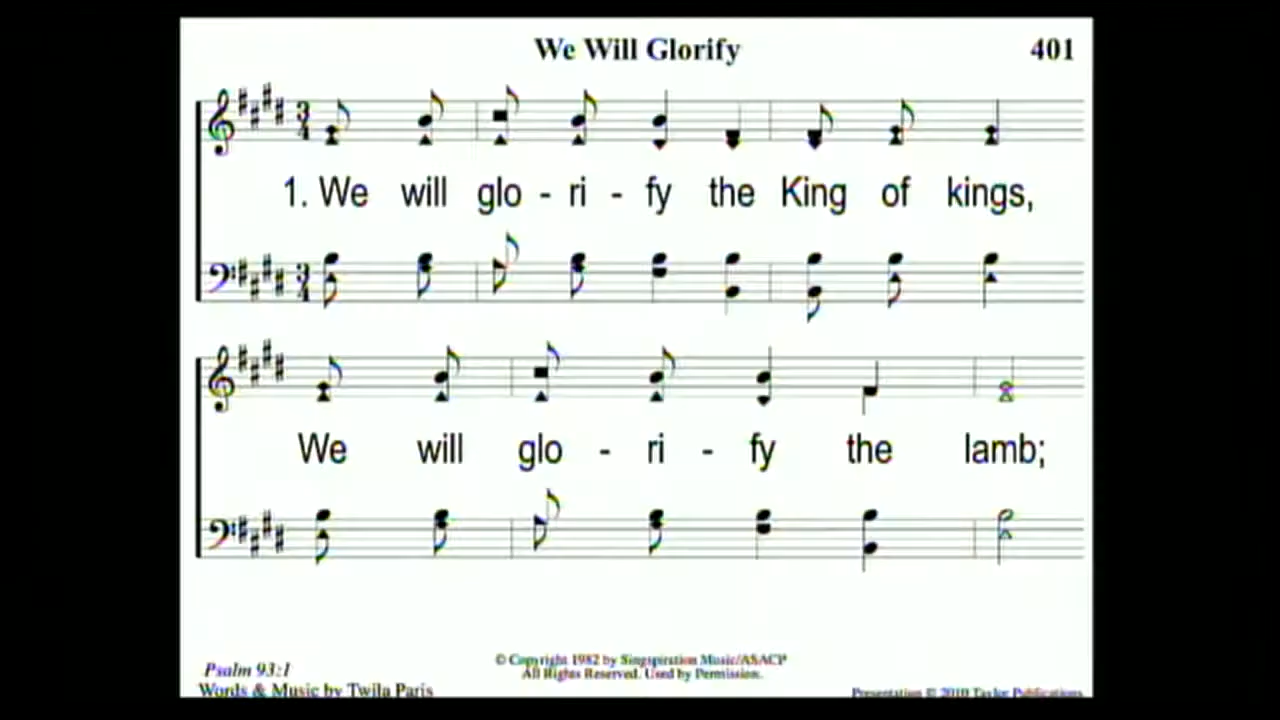 We Will Glorify 401
1. We will glo - ri - fy the King of kings,
We will glo - ri - fy the lamb;
© Copyright 1982 by Singspiration Music/ASACP
All Rights Reserved. Used by Permission.
Psalm 93:1
Words & Music by Twila Paris
Presentation © 2010 Taylor Publications